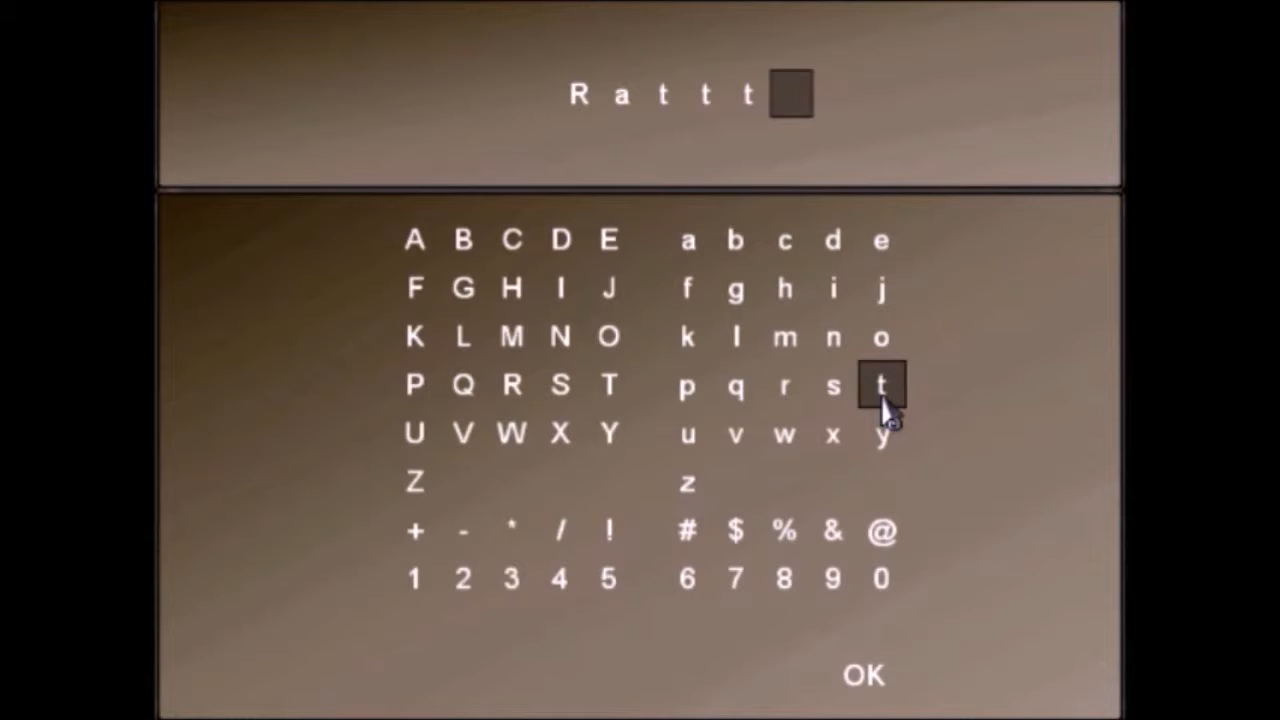 R a t t t
A B C D E a b c d e
F G H I J f g h i j
K L M N O k l m n o
P Q R S T p q r s t
U V W X Y u v w x y
Z z
+ - * / ! # $ % & @
1 2 3 4 5 6 7 8 9 0
OK